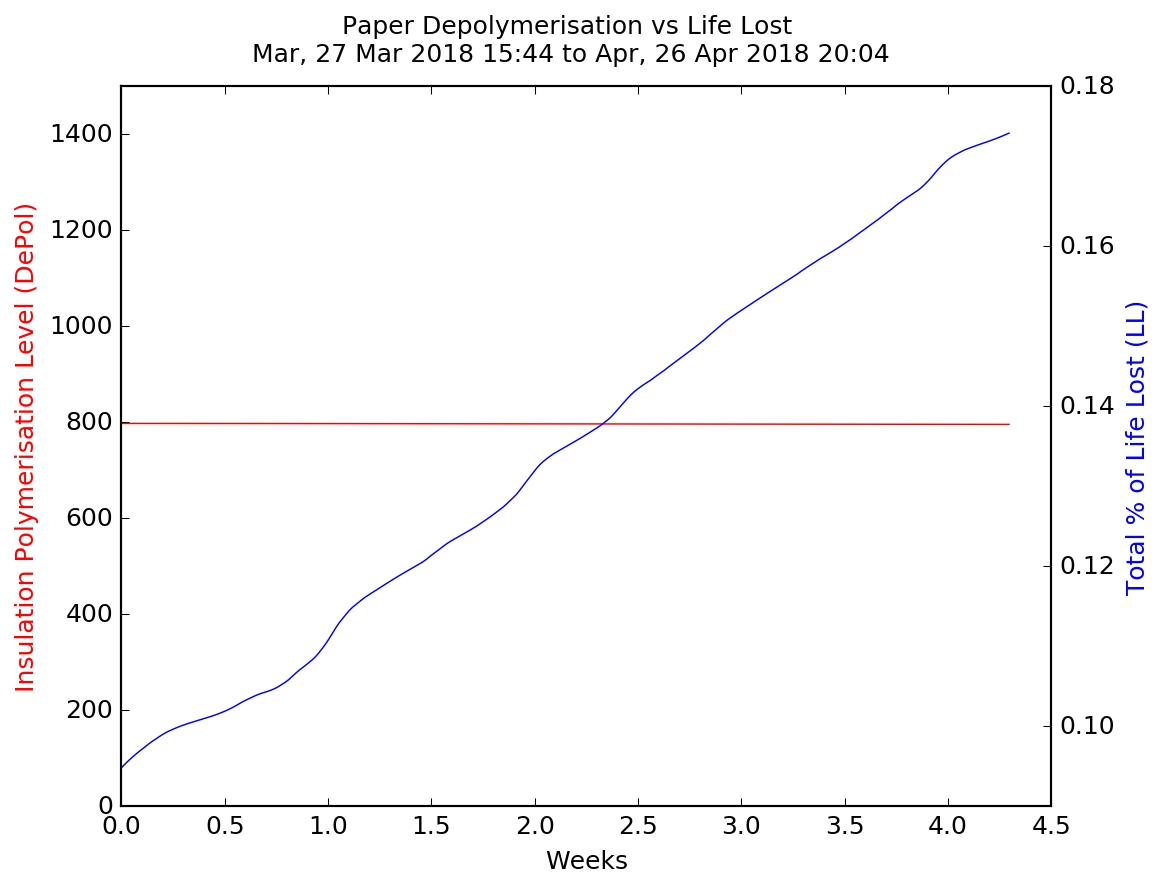 Paper Depolymerisation vs Life Lost
Mar, 27 Mar 2018 15:44 to Apr, 26 Apr 2018 20:04
Insulation Polymerisation Level (DePol)
1400
1200
1000
800
600
400
200
0
0.18
0.16
0.14
0.12
0.10
Total % of Life Lost (LL)
0.0 0.5 1.0 1.5 2.0 2.5 3.0 3.5 4.0 4.5
Weeks